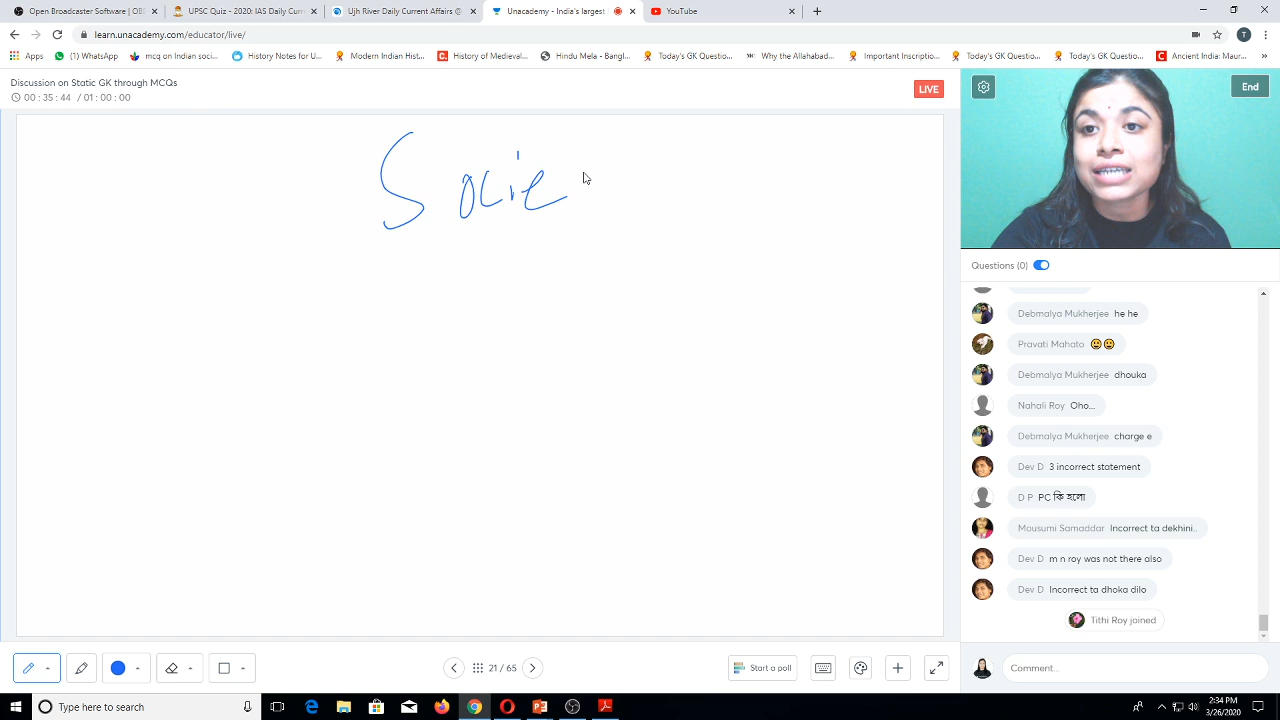 Open Broadcaster Software | OB
UPSC Quiz - 2020: IAS Daily Curr
Ujh River Daily Current Affairs @
Unacademy - India's largest
YouTube
learn.unacademy.com/educator/live/
T
Apps
WhatsApp
mcq on indian soci...
History Notes for U...
Modern Indian Hist...
History of Medieval...
Hindu Mela - Bangl...
Today's GK Questio...
Why the Allahabad...
Important Inscriptio...
Today's GK Questio...
Today's GK Questio...
Ancient India: Maur...
Discussion on Static GK through MCQs
00 : 35 : 44 / 01 : 00 : 00
LIVE
End
Socie
Questions (0)
Debmalya Mukherjee he he
Pravati Mahato
Debmalya Mukherjee dhouka
Nahali Roy Oho...
Debmalya Mukherjee charge e
Dev D 3 incorrect statement
D P PC কি হলো
Mousumi Samaddar Incorrect ta dekhini..
Dev D m n roy was not there also
Dev D Incorrect ta dhoka dilo
Tithi Roy joined
21 / 65
Start a poll
Comment...
Type here to search
2:34 PM
3/26/2020